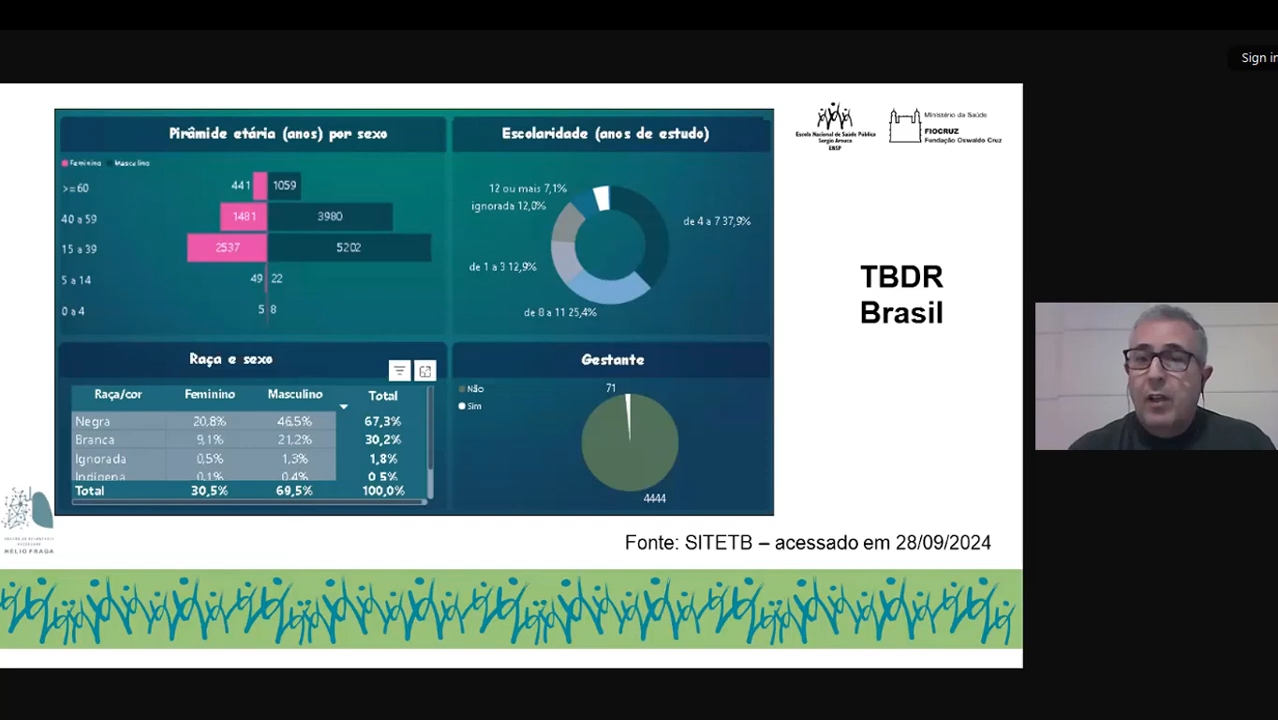 Sign in
Pirâmide etária (anos) por sexo
Feminino Masculino
>=60 441 1059
40 a 59 1481 3980
15 a 39 2537 5202
5 a 14 49 22
0 a 4 5 8
Escolaridade (anos de estudo)
12 ou mais 7,1%
ignorada 12,0%
de 4 a 7 37,9%
de 1 a 3 12,9%
de 8 a 11 25,4%
Raça e sexo
Raça/cor Feminino Masculino Total
Negra 20,8% 46,5% 67,3%
Branca 9,1% 21,2% 30,2%
Ignorada 0,5% 1,3% 1,8%
Indígena 0,1% 0,4% 0,5%
Total 30,5% 69,5% 100,0%
Gestante
Não
Sim
71
4444
Escola Nacional de Saúde Pública
Sergio Arouca
ENSP
Ministério da Saúde
FIOCRUZ
Fundação Oswaldo Cruz
TBDR
Brasil
HELIO FRAGA
Fonte: SITETB – acessado em 28/09/2024